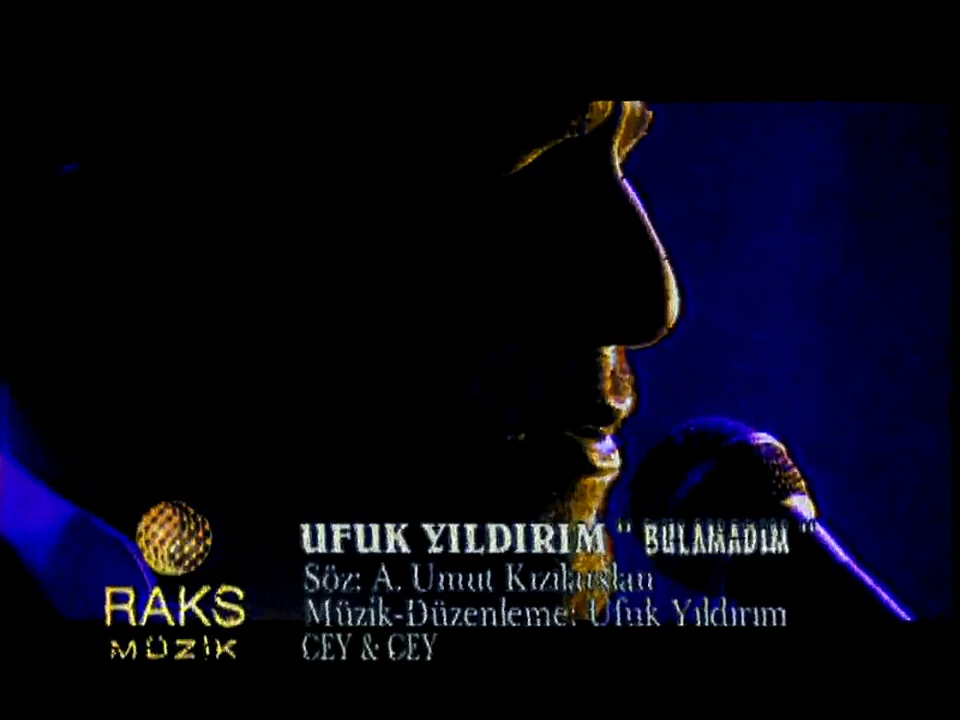 UFUK YILDIRIM " BULAMADIM "
Söz: A. Umut Kızılarslan
Müzik-Düzenleme: Ufuk Yıldırım
CEY & CEY
RAKS
MÜZİK